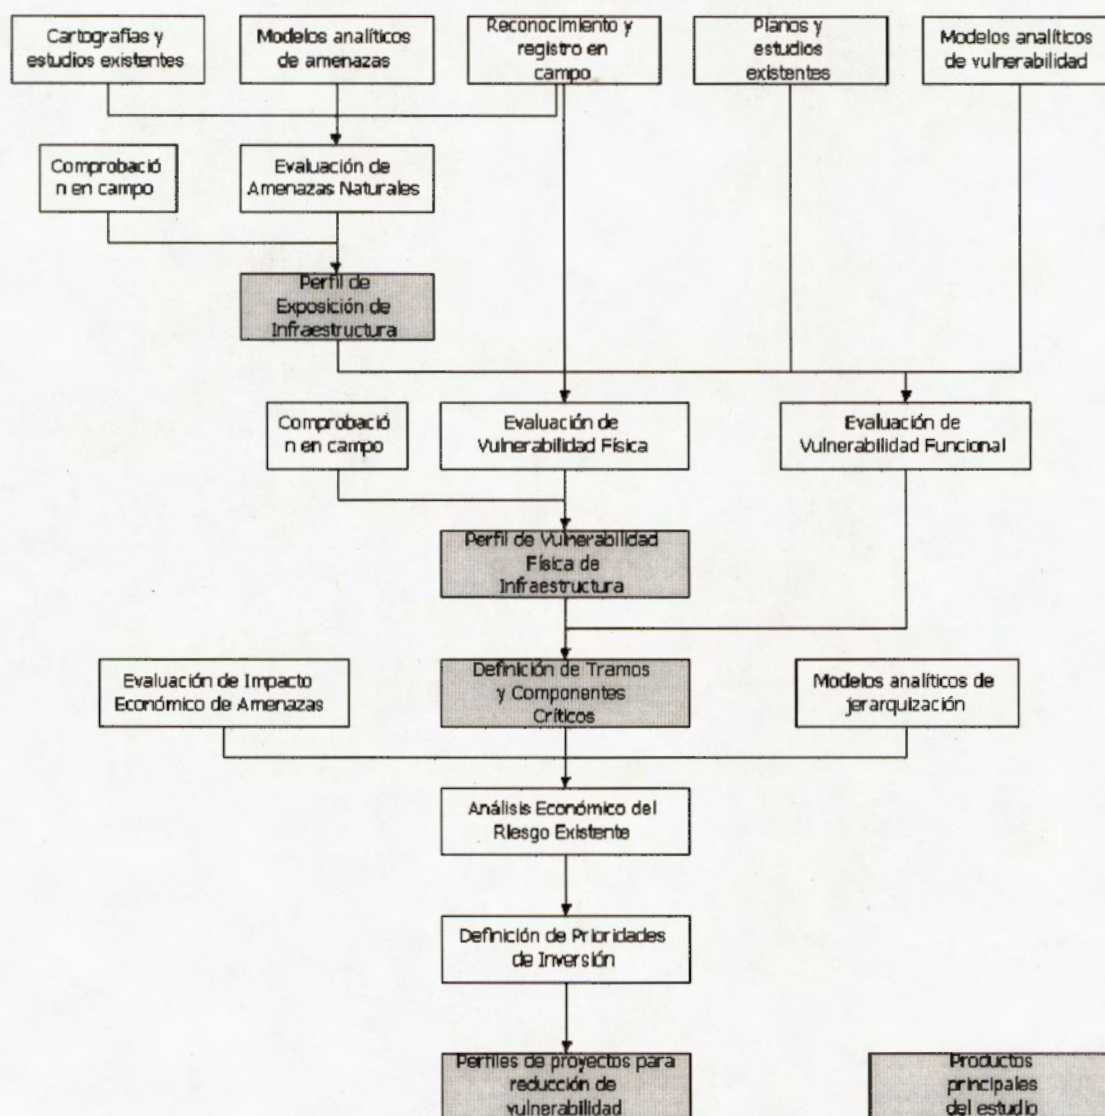 Cartografías y
estudios existentes
Modelos analíticos
de amenazas
Reconocimiento y
registro en
campo
Planos y
estudios
existentes
Modelos analíticos
de vulnerabilidad
Comprobació
n en campo
Evaluación de
Amenazas Naturales
Perfil de
Exposición de
Infraestructura
Comprobació
n en campo
Evaluación de
Vulnerabilidad Física
Evaluación de
Vulnerabilidad Funcional
Perfil de Vulnerabilidad
Física de
Infraestructura
Evaluación de Impacto
Económico de Amenazas
Definición de Tramos
y Componentes
Críticos
Modelos analíticos de
jerarquización
Análisis Económico del
Riesgo Existente
Definición de Prioridades
de Inversión
Perfiles de proyectos para
reducción de
vulnerabilidad
Productos
principales
del estudio